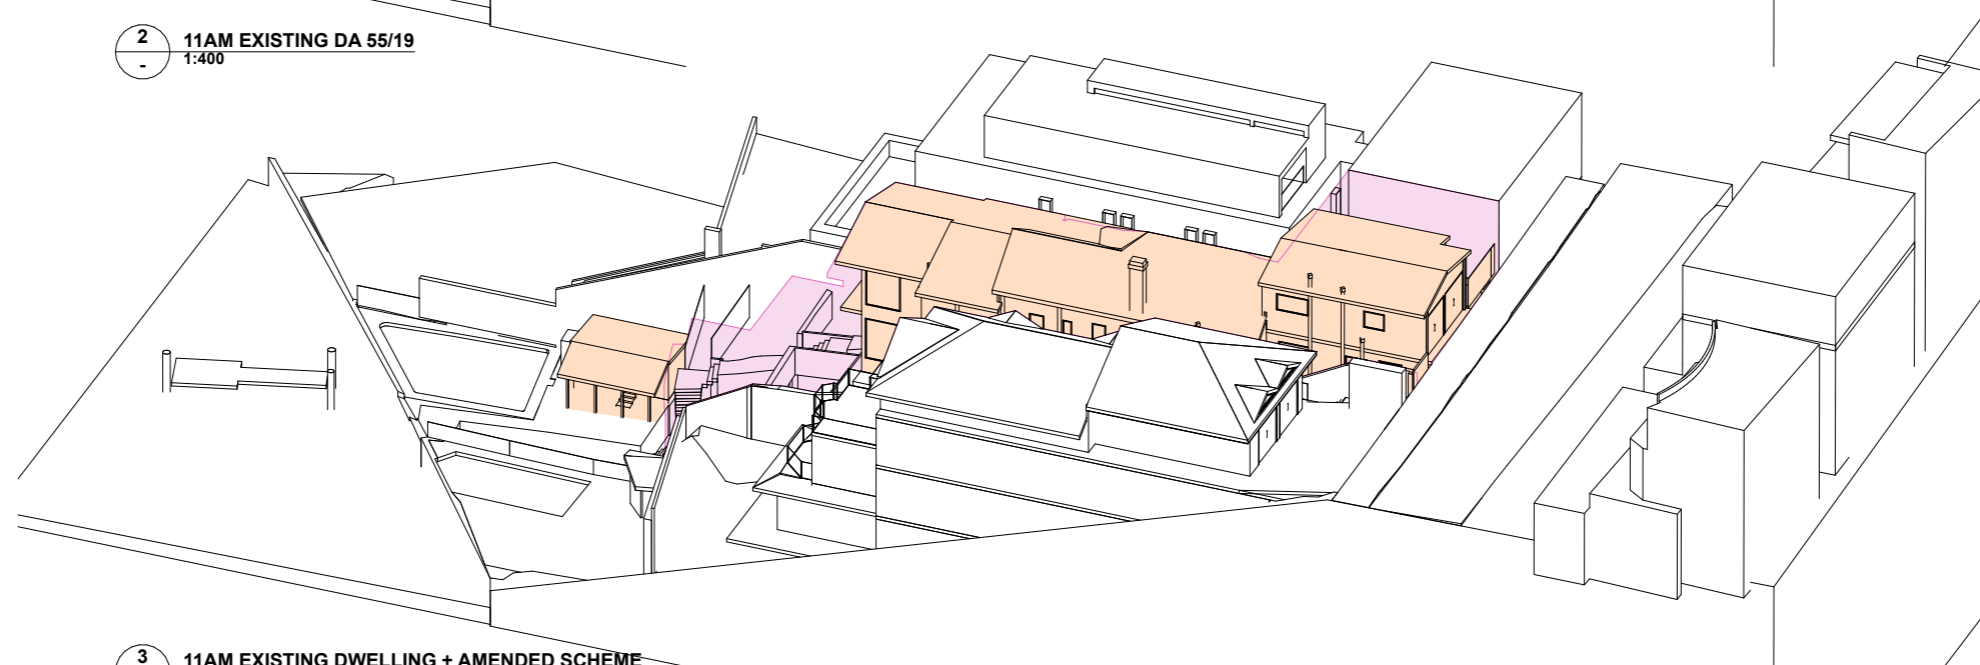 2
11AM EXISTING DA 55/19
-
1:400
3
11AM EXISTING DWELLING + AMENDED SCHEME